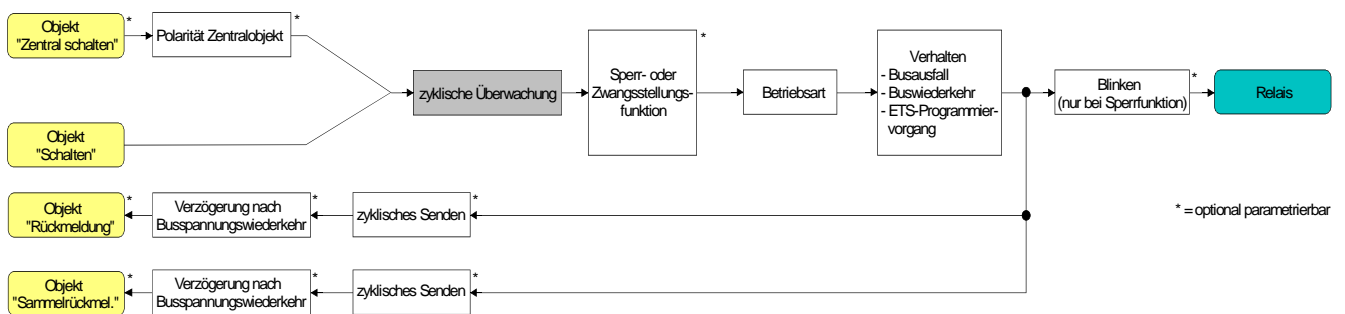 Objekt
"Zentral schalten"
*
Polarität Zentralobjekt
*
Objekt
"Schalten"
zyklische Überwachung
Sperr- oder
Zwangsstellungs-
funktion
*
Betriebsart
Verhalten
- Busausfall
- Buswiederkehr
- ETS-Programmier-
vorgang
Blinken
(nur bei Sperrfunktion)
*
Relais
Objekt
"Rückmeldung"
*
Verzögerung nach
Busspannungswiederkehr
*
zyklisches Senden
*
* = optional parametrierbar
Objekt
"Sammelrückmel."
*
Verzögerung nach
Busspannungswiederkehr
*
zyklisches Senden
*